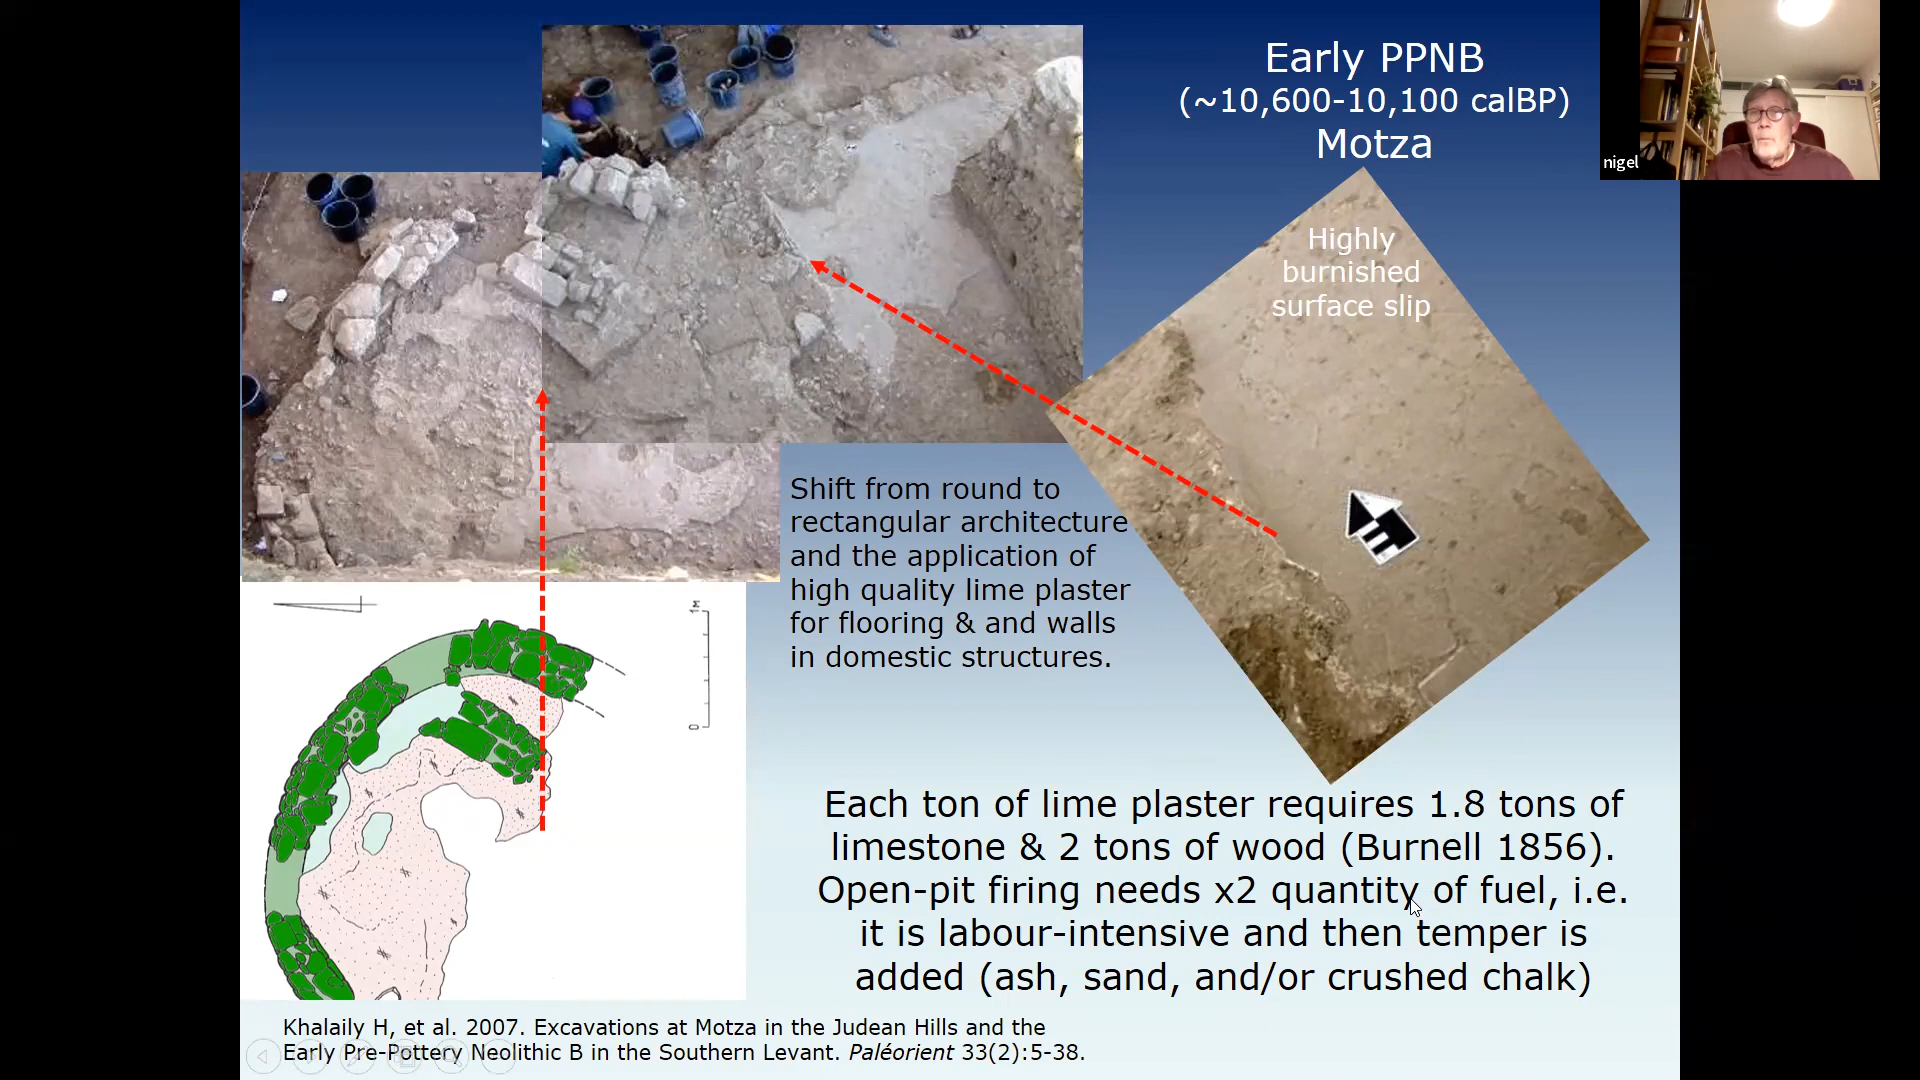 Early PPNB
(~10,600-10,100 calBP)
Motza
nigel
Highly
burnished
surface slip
Shift from round to
rectangular architecture
and the application of
high quality lime plaster
for flooring & and walls
in domestic structures.
1M
0
Each ton of lime plaster requires 1.8 tons of
limestone & 2 tons of wood (Burnell 1856).
Open-pit firing needs x2 quantity of fuel, i.e.
it is labour-intensive and then temper is
added (ash, sand, and/or crushed chalk)
Khalaily H, et al. 2007. Excavations at Motza in the Judean Hills and the
Early Pre-Pottery Neolithic B in the Southern Levant. Paléorient 33(2):5-38.